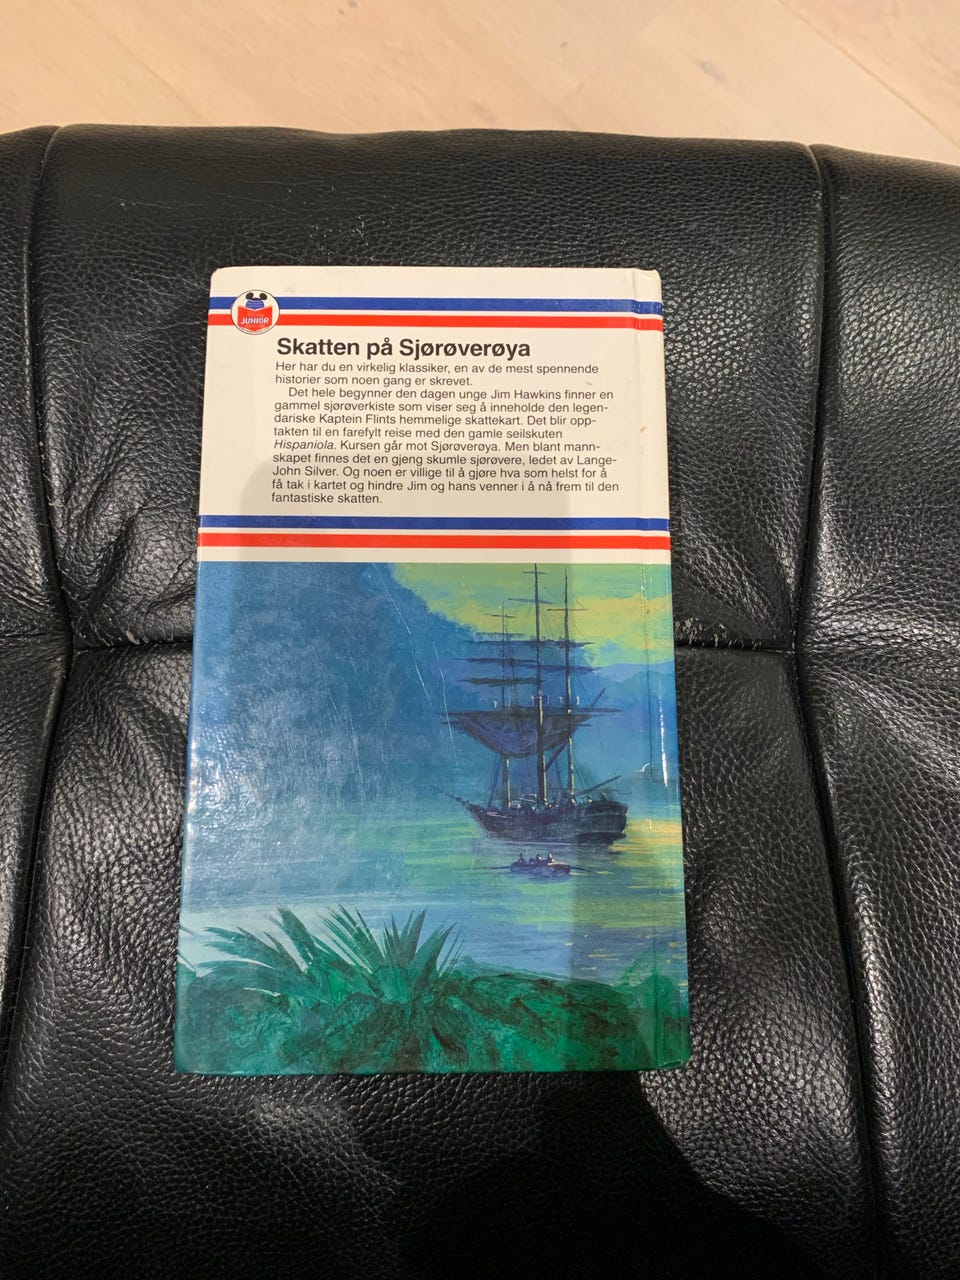 JUNIOR
Skatten på Sjørøverøya
Her har du en virkelig klassiker, en av de mest spennende
historier som noen gang er skrevet.
Det hele begynner den dagen unge Jim Hawkins finner en
gammel sjørøverkiste som viser seg å inneholde den legen-
dariske Kaptein Flints hemmelige skattekart. Det blir opp-
takten til en farefylt reise med den gamle seilskuten
Hispaniola. Kursen går mot Sjørøverøya. Men blant mann-
skapet finnes det en gjeng skumle sjørøvere, ledet av Lange-
John Silver. Og noen er villige til å gjøre hva som helst for å
få tak i kartet og hindre Jim og hans venner i å nå frem til den
fantastiske skatten.